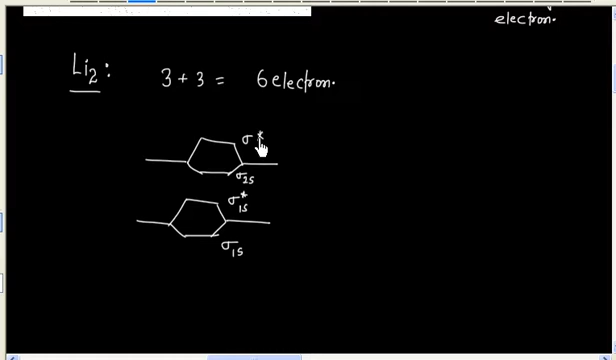 electron.
Li2: 3 + 3 = 6 electron.
σ*
σ2s
σ*1s
σ1s